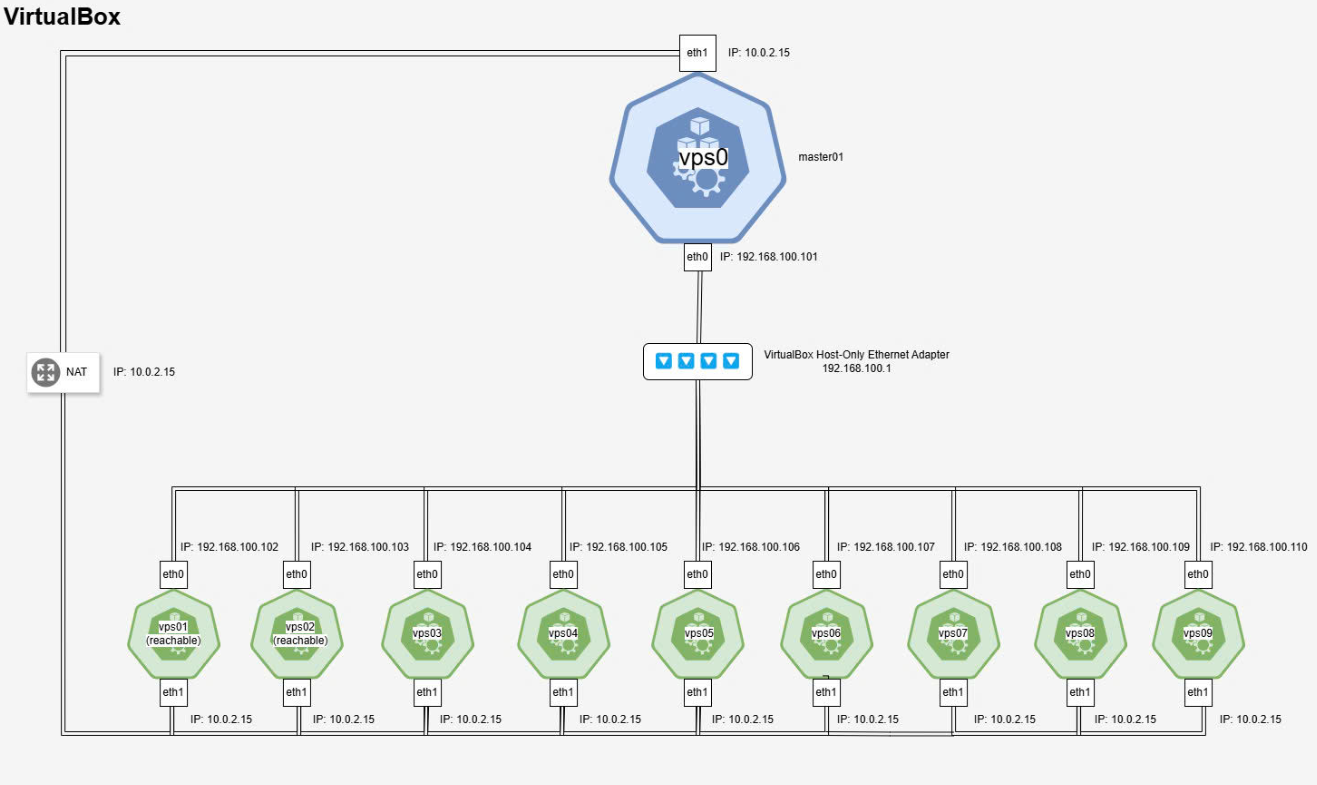 VirtualBox
eth1
IP: 10.0.2.15
vps0
master01
eth0
IP: 192.168.100.101
NAT
IP: 10.0.2.15
VirtualBox Host-Only Ethernet Adapter
192.168.100.1
IP: 192.168.100.102
IP: 192.168.100.103
IP: 192.168.100.104
IP: 192.168.100.105
IP: 192.168.100.106
IP: 192.168.100.107
IP: 192.168.100.108
IP: 192.168.100.109
IP: 192.168.100.110
eth0
eth0
eth0
eth0
eth0
eth0
eth0
eth0
eth0
vps01
(reachable)
vps02
(reachable)
vps03
vps04
vps05
vps06
vps07
vps08
vps09
eth1
eth1
eth1
eth1
eth1
eth1
eth1
eth1
eth1
IP: 10.0.2.15
IP: 10.0.2.15
IP: 10.0.2.15
IP: 10.0.2.15
IP: 10.0.2.15
IP: 10.0.2.15
IP: 10.0.2.15
IP: 10.0.2.15
IP: 10.0.2.15